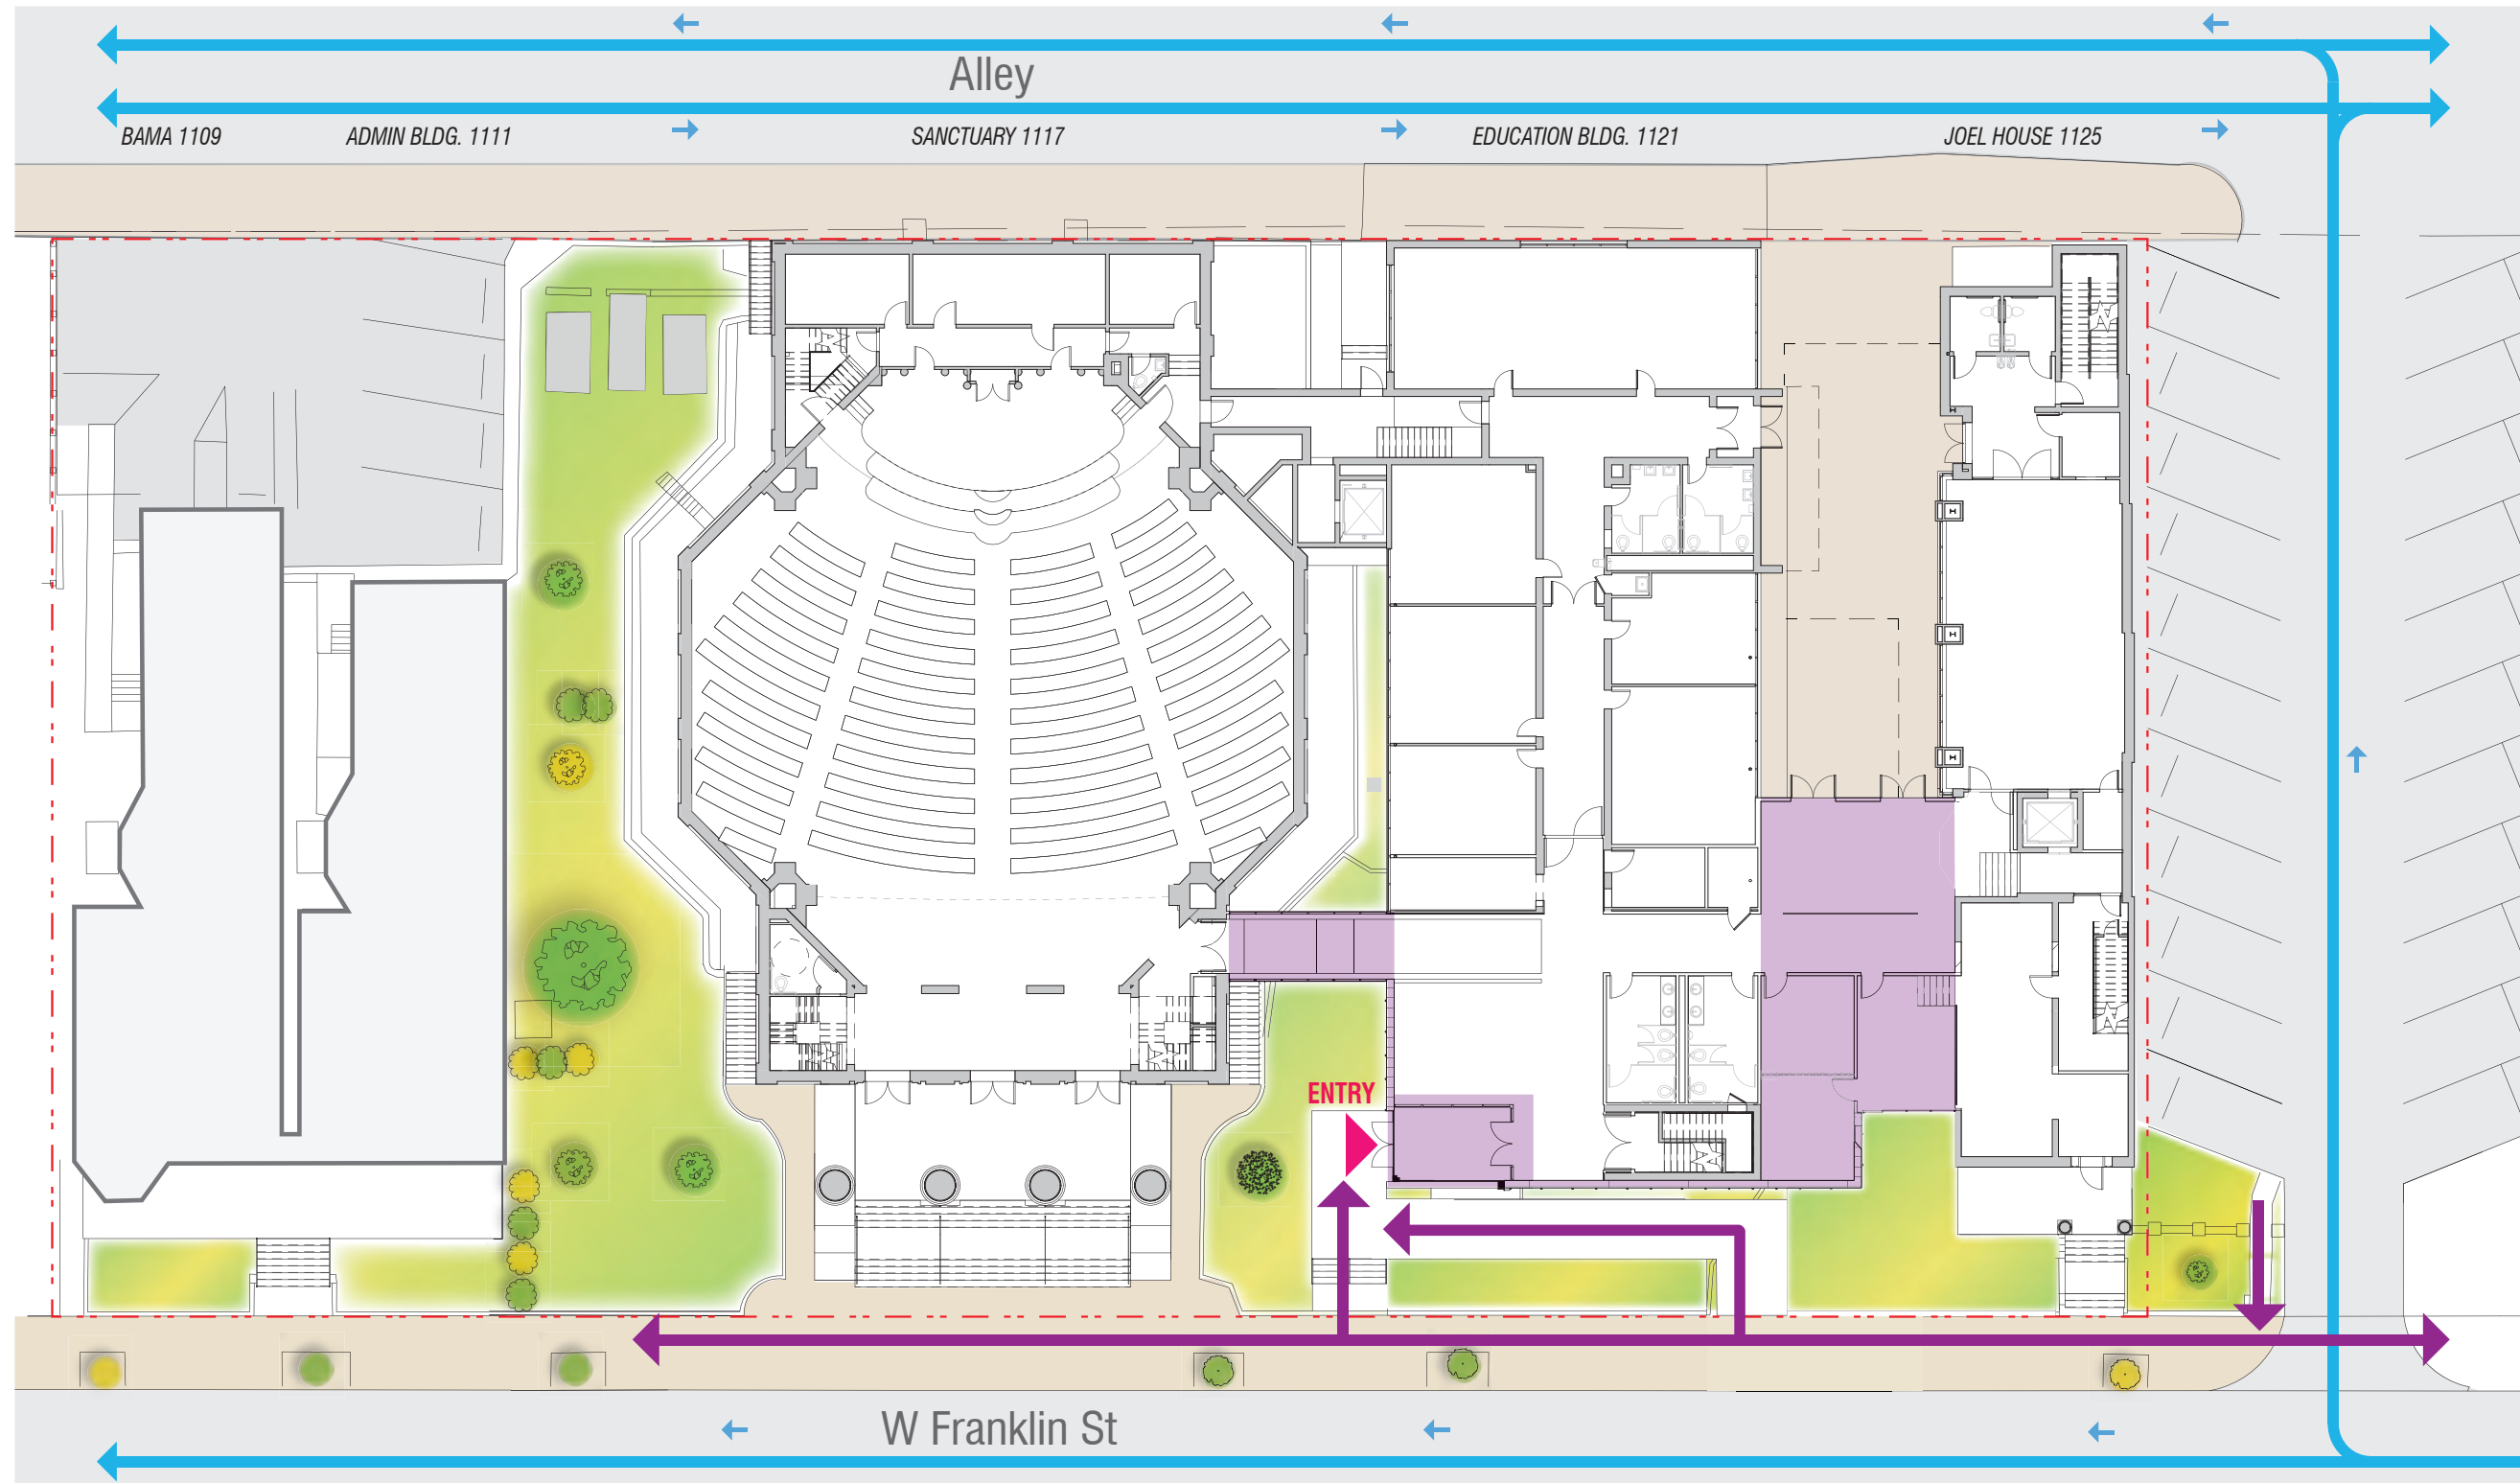 Alley
BAMA 1109
ADMIN BLDG. 1111
SANCTUARY 1117
EDUCATION BLDG. 1121
JOEL HOUSE 1125
ENTRY
W Franklin St